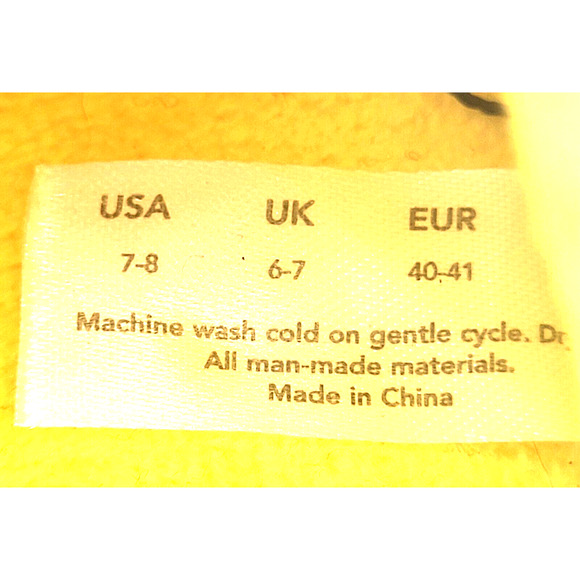 USA UK EUR
7-8 6-7 40-41
Machine wash cold on gentle cycle.
All man-made materials.
Made in China